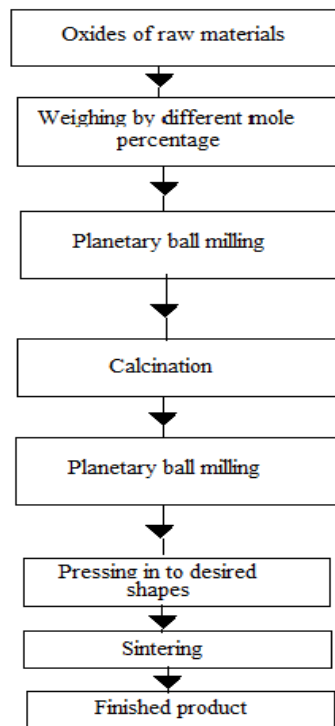 Oxides of raw materials
Weighing by different mole
percentage
Planetary ball milling
Calcination
Planetary ball milling
Pressing in to desired
shapes
Sintering
Finished product